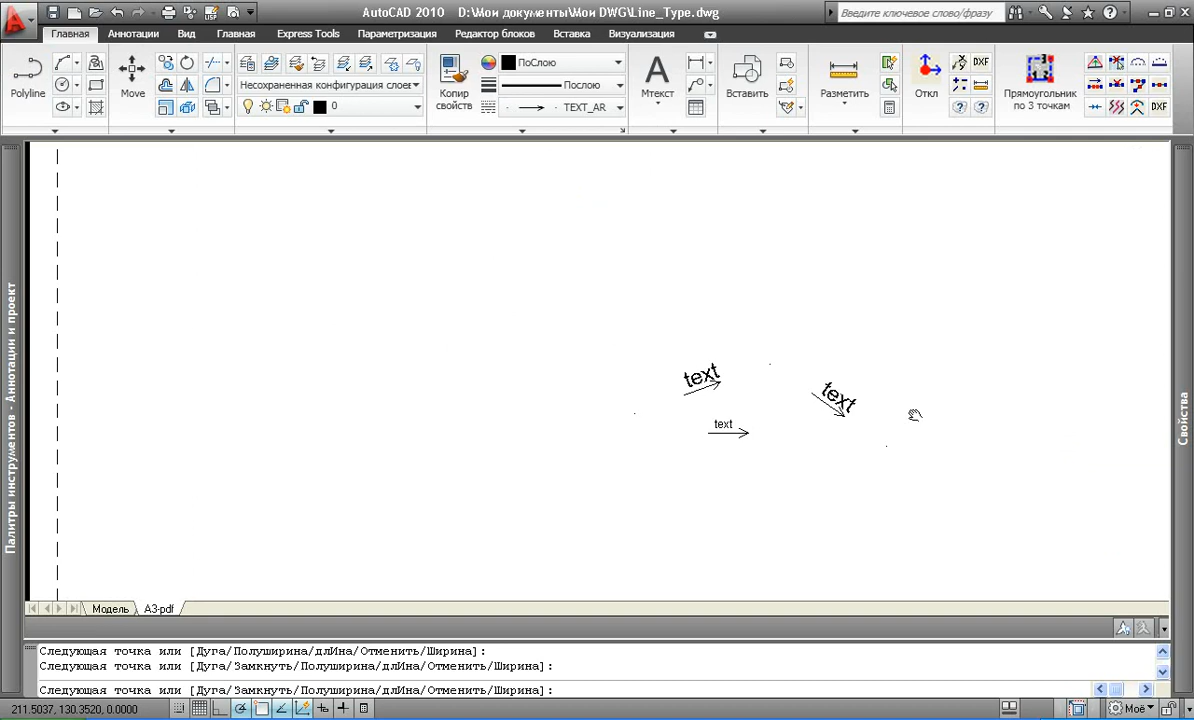 AutoCAD 2010 D:\Мои документы\Мои DWG\Line_Type.dwg
Введите ключевое слово/фразу
Главная Аннотации Вид Главная Express Tools Параметризация Редактор блоков Вставка Визуализация
Polyline
Move
Несохраненная конфигурация слоев
0
Копир
свойств
ПоСлою
Послою
TEXT_AR
A
Мтекст
Вставить
Разметить
Откл
DXF
Прямоугольник
по 3 точкам
DXF
Палитры инструментов - Аннотации и проект
Свойства
text
text
text
Модель A3-pdf
Следующая точка или [Дуга/Полуширина/длИна/Отменить/Ширина]:
Следующая точка или [Дуга/Замкнуть/Полуширина/длИна/Отменить/Ширина]:
Следующая точка или [Дуга/Замкнуть/Полуширина/длИна/Отменить/Ширина]:
211.5037, 130.3520, 0.0000
Моё